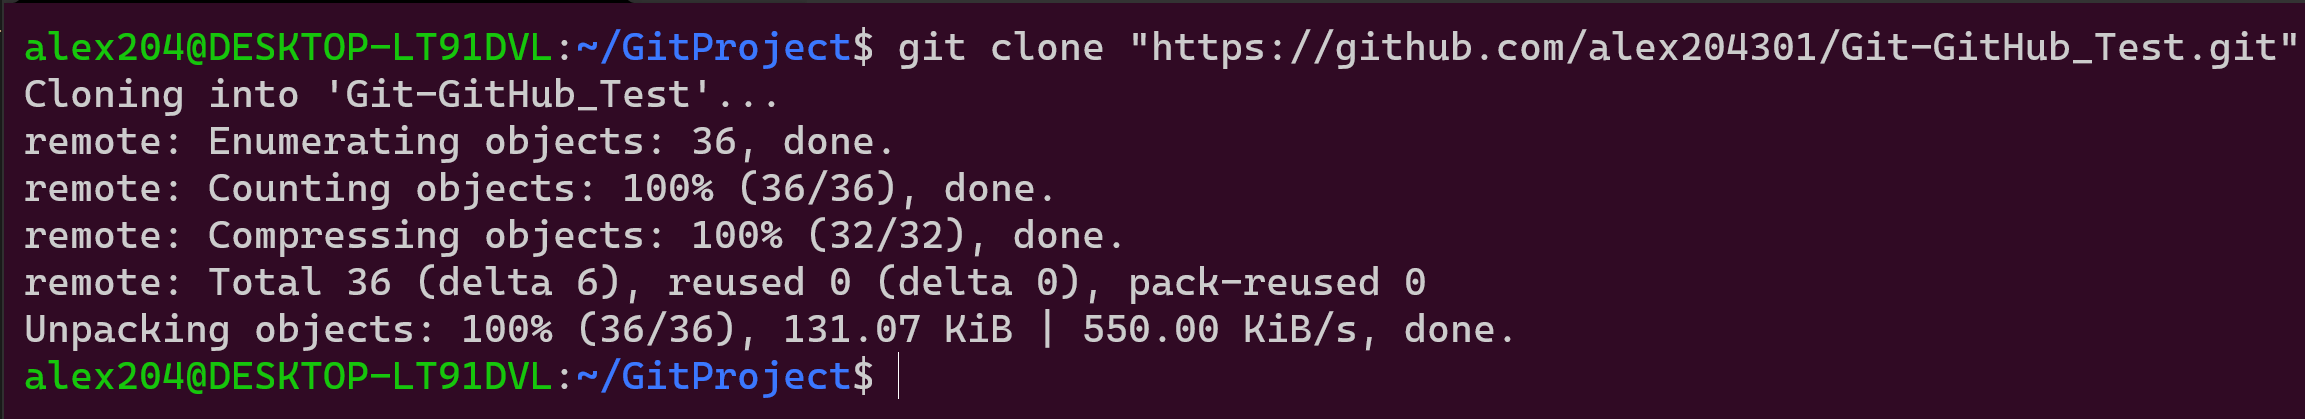 alex204@DESKTOP-LT91DVL:~/GitProject$ git clone "https://github.com/alex204301/Git-GitHub_Test.git"
Cloning into 'Git-GitHub_Test'...
remote: Enumerating objects: 36, done.
remote: Counting objects: 100% (36/36), done.
remote: Compressing objects: 100% (32/32), done.
remote: Total 36 (delta 6), reused 0 (delta 0), pack-reused 0
Unpacking objects: 100% (36/36), 131.07 KiB | 550.00 KiB/s, done.
alex204@DESKTOP-LT91DVL:~/GitProject$